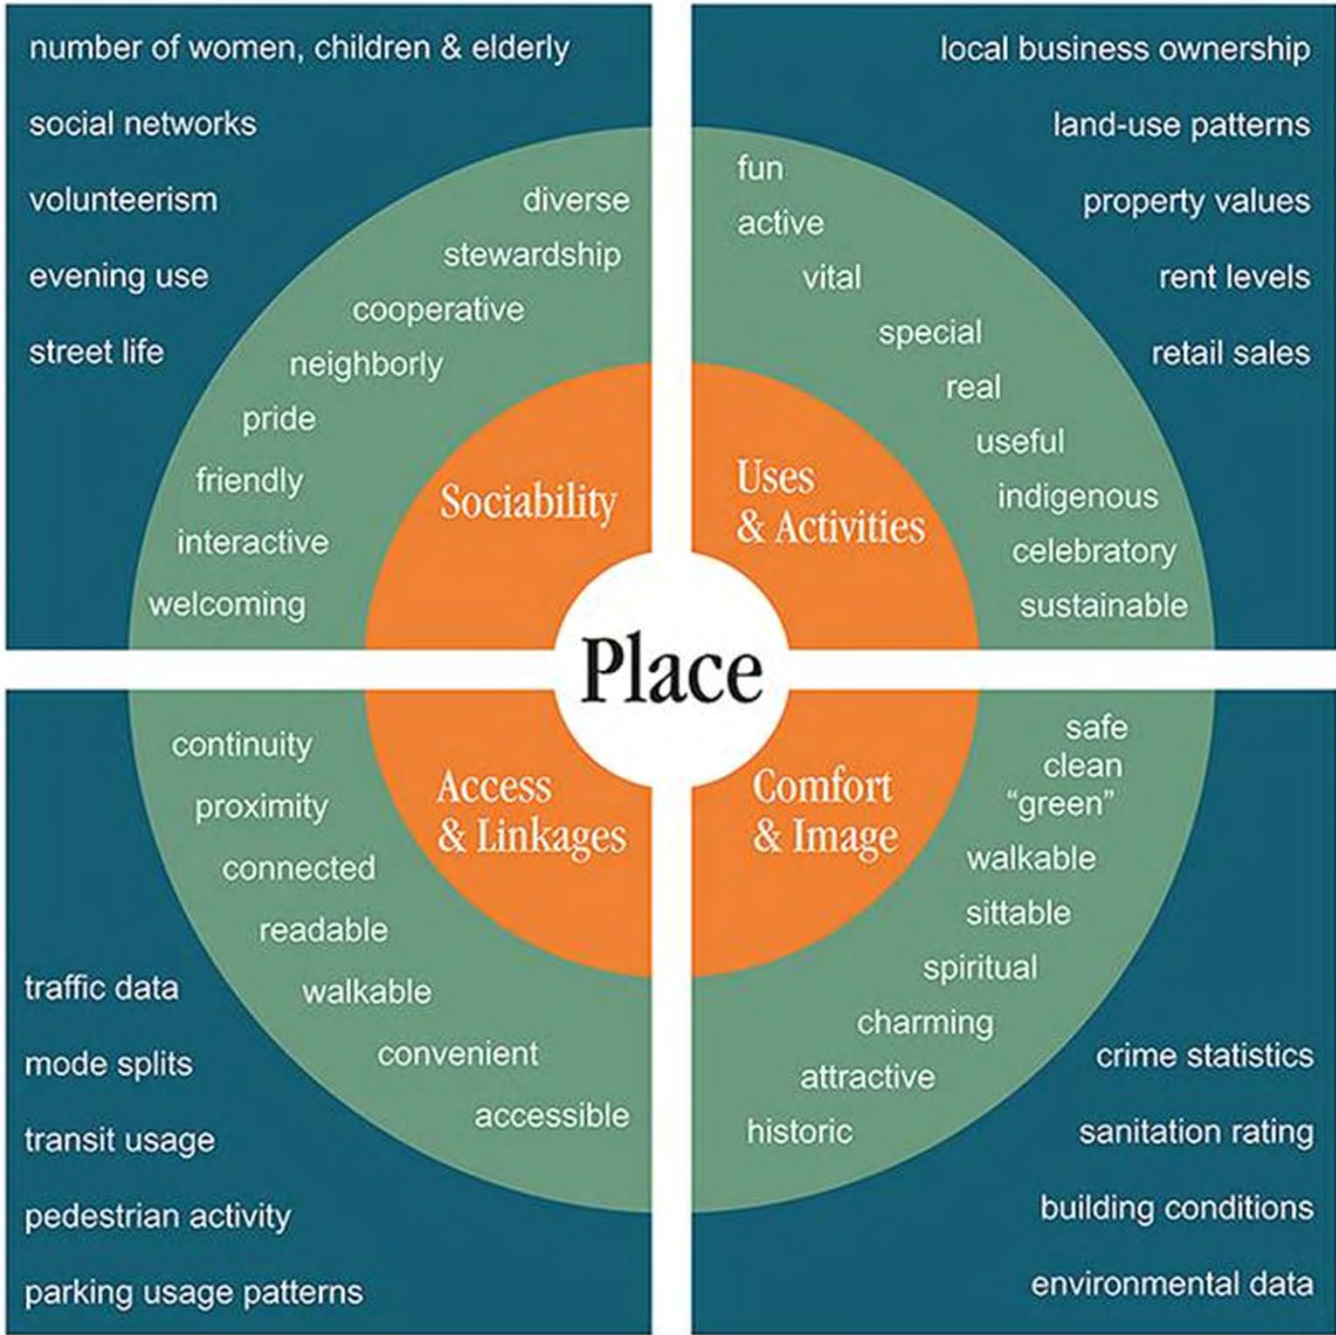 number of women, children & elderly
social networks
volunteerism
evening use
street life
diverse
stewardship
cooperative
neighborly
pride
friendly
interactive
welcoming
Sociability
local business ownership
land-use patterns
property values
rent levels
retail sales
fun
active
vital
special
real
useful
indigenous
celebratory
sustainable
Uses
& Activities
Place
continuity
proximity
connected
readable
walkable
convenient
accessible
Access
& Linkages
traffic data
mode splits
transit usage
pedestrian activity
parking usage patterns
Comfort
& Image
safe
clean
“green”
walkable
sittable
spiritual
charming
attractive
historic
crime statistics
sanitation rating
building conditions
environmental data